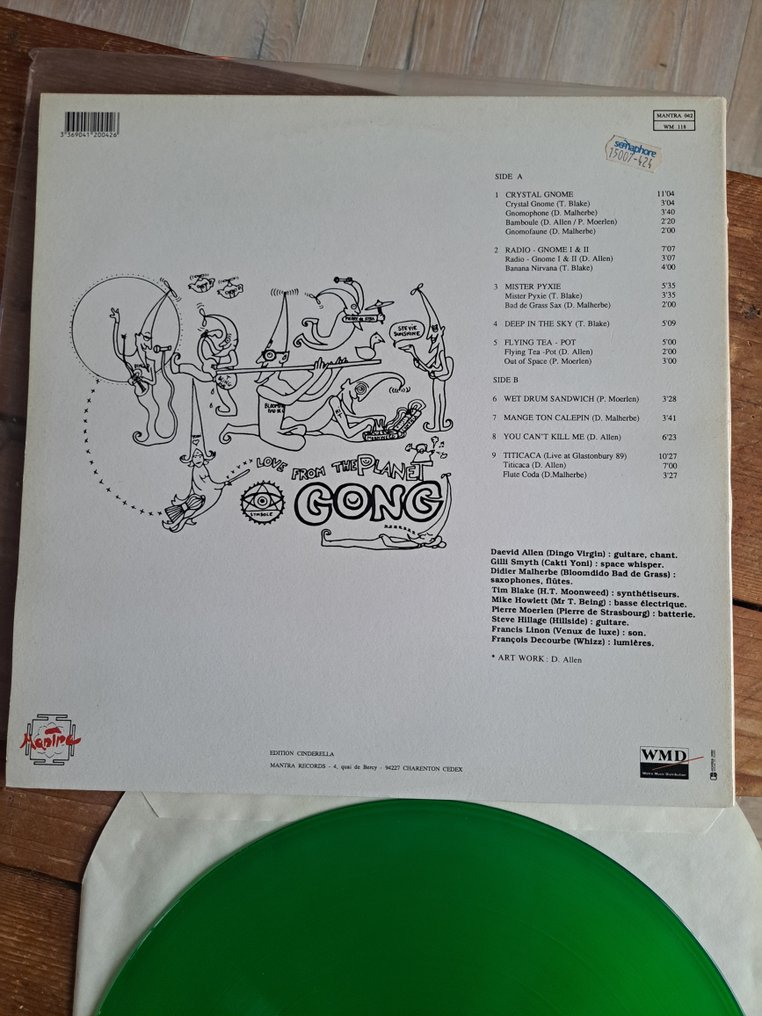 3 369041 200426
MANTRA 042
WM 118
semaphore
15007-424
SIDE A
1 CRYSTAL GNOME 11'04
Crystal Gnome (T. Blake) 3'04
Gnomophone (D. Malherbe) 3'40
Bamboule (D. Allen / P. Moerlen) 2'20
Gnomofaune (D. Malherbe) 2'00
2 RADIO - GNOME I & II 7'07
Radio - Gnome I & II (D. Allen) 3'07
Banana Nirvana (T. Blake) 4'00
3 MISTER PYXIE 5'35
Mister Pyxie (T. Blake) 3'35
Bad de Grass Sax (D. Malherbe) 2'00
4 DEEP IN THE SKY (T. Blake) 5'09
5 FLYING TEA - POT 5'00
Flying Tea -Pot (D. Allen) 2'00
Out of Space (P. Moerlen) 3'00
SIDE B
6 WET DRUM SANDWICH (P. Moerlen) 3'28
7 MANGE TON CALEPIN (D. Malherbe) 3'41
8 YOU CAN'T KILL ME (D. Allen) 6'23
9 TITICACA (Live at Glastonbury 89) 10'27
Titicaca (D. Allen) 7'00
Flute Coda (D.Malherbe) 3'27
STEVIE
SUNSHINE
LOVE FROM THE PLANET
GONG
SYMBOLE
Daevid Allen (Dingo Virgin) : guitare, chant.
Gilli Smyth (Cakti Yoni) : space whisper.
Didier Malherbe (Bloomdido Bad de Grass) :
saxophones, flûtes.
Tim Blake (H.T. Moonweed) : synthétiseurs.
Mike Howlett (Mr T. Being) : basse électrique.
Pierre Moerlen (Pierre de Strasbourg) : batterie.
Steve Hillage (Hillside) : guitare.
Francis Linon (Venux de luxe) : son.
François Decourbe (Whizz) : lumières.
* ART WORK : D. Allen
Mantra
EDITION CINDERELLA
MANTRA RECORDS - 4, quai de Bercy - 94227 CHARENTON CEDEX
WMD